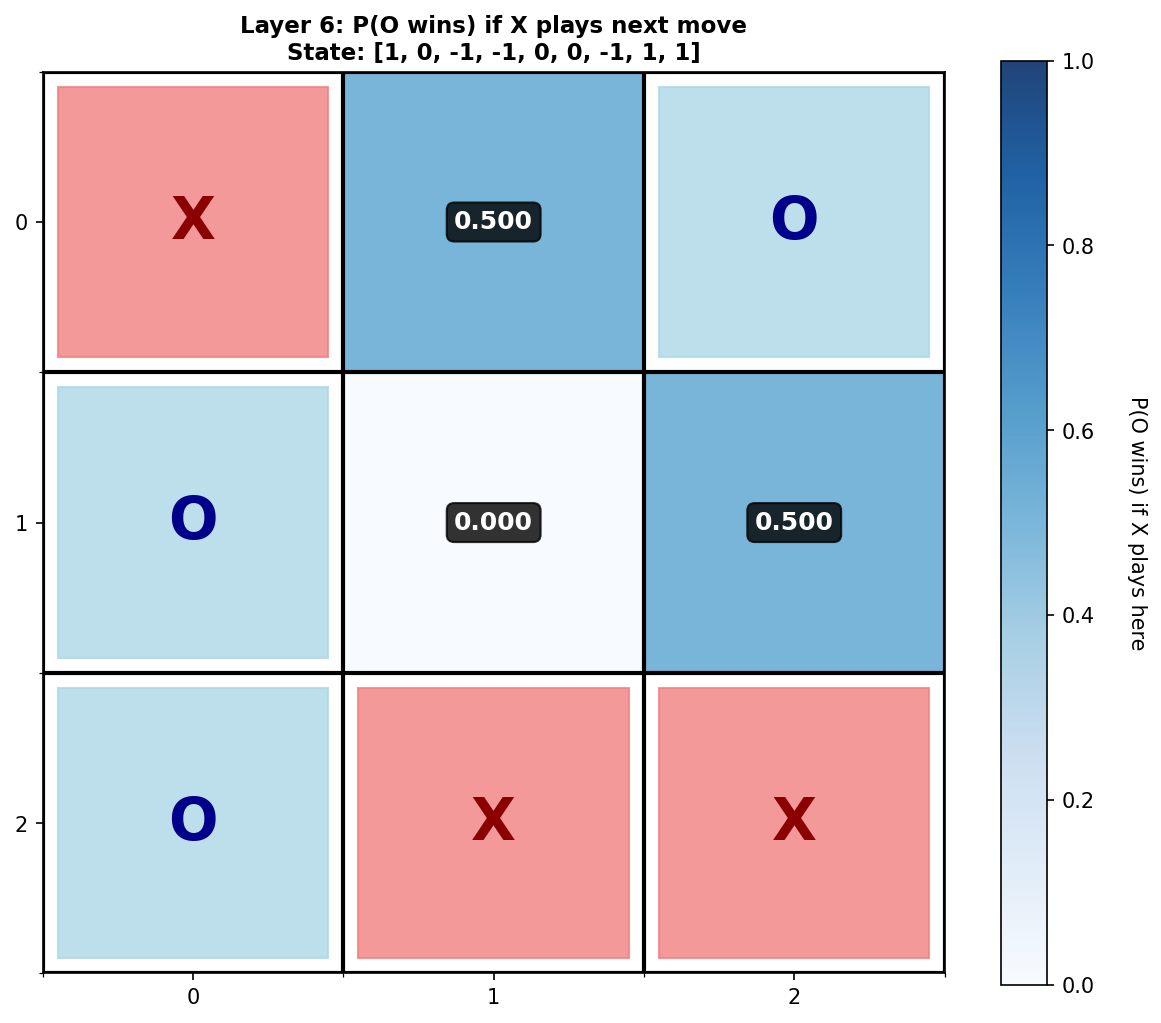 Layer 6: P(O wins) if X plays next move
State: [1, 0, -1, -1, 0, 0, -1, 1, 1]
0
X
0.500
O
1
O
0.000
0.500
2
O
X
X
0
1
2
1.0
0.8
0.6
0.4
0.2
0.0
P(O wins) if X plays here